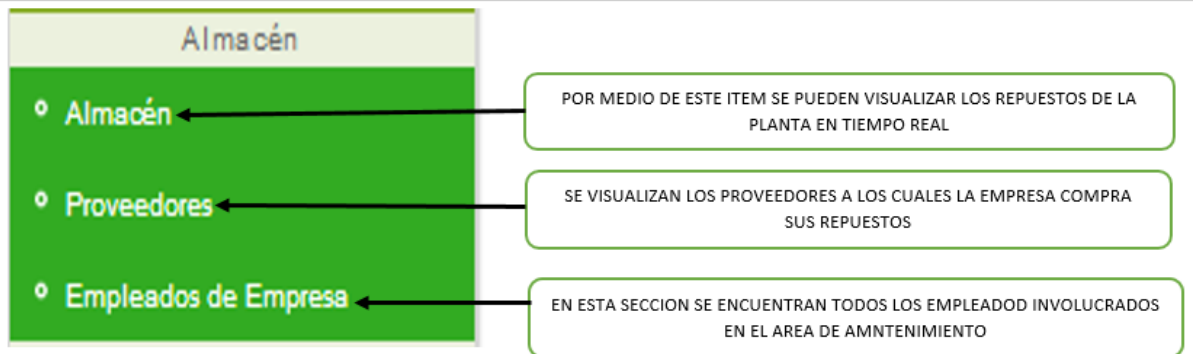 Almacén
Almacén
POR MEDIO DE ESTE ITEM SE PUEDEN VISUALIZAR LOS REPUESTOS DE LA
PLANTA EN TIEMPO REAL
Proveedores
SE VISUALIZAN LOS PROVEEDORES A LOS CUALES LA EMPRESA COMPRA
SUS REPUESTOS
Empleados de Empresa
EN ESTA SECCION SE ENCUENTRAN TODOS LOS EMPLEADOD INVOLUCRADOS
EN EL AREA DE AMNTENIMIENTO